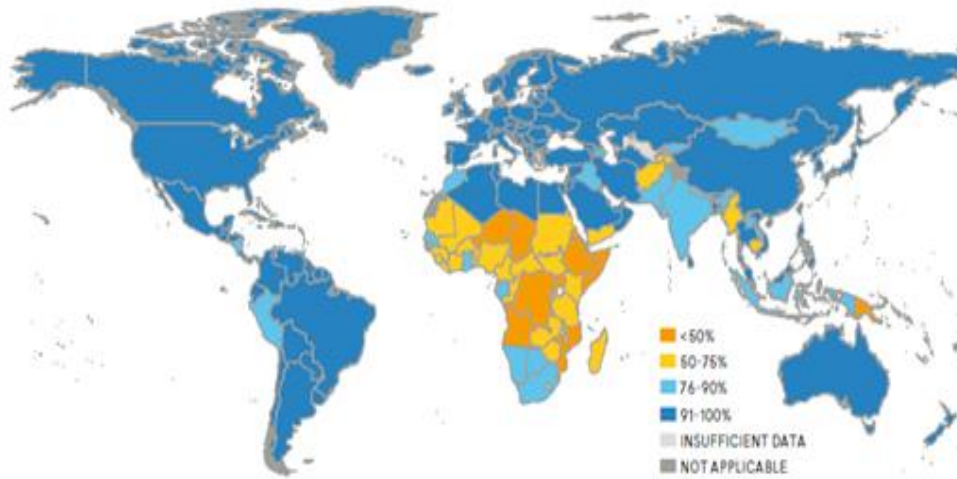 <50%
50-75%
76-90%
91-100%
INSUFFICIENT DATA
NOT APPLICABLE